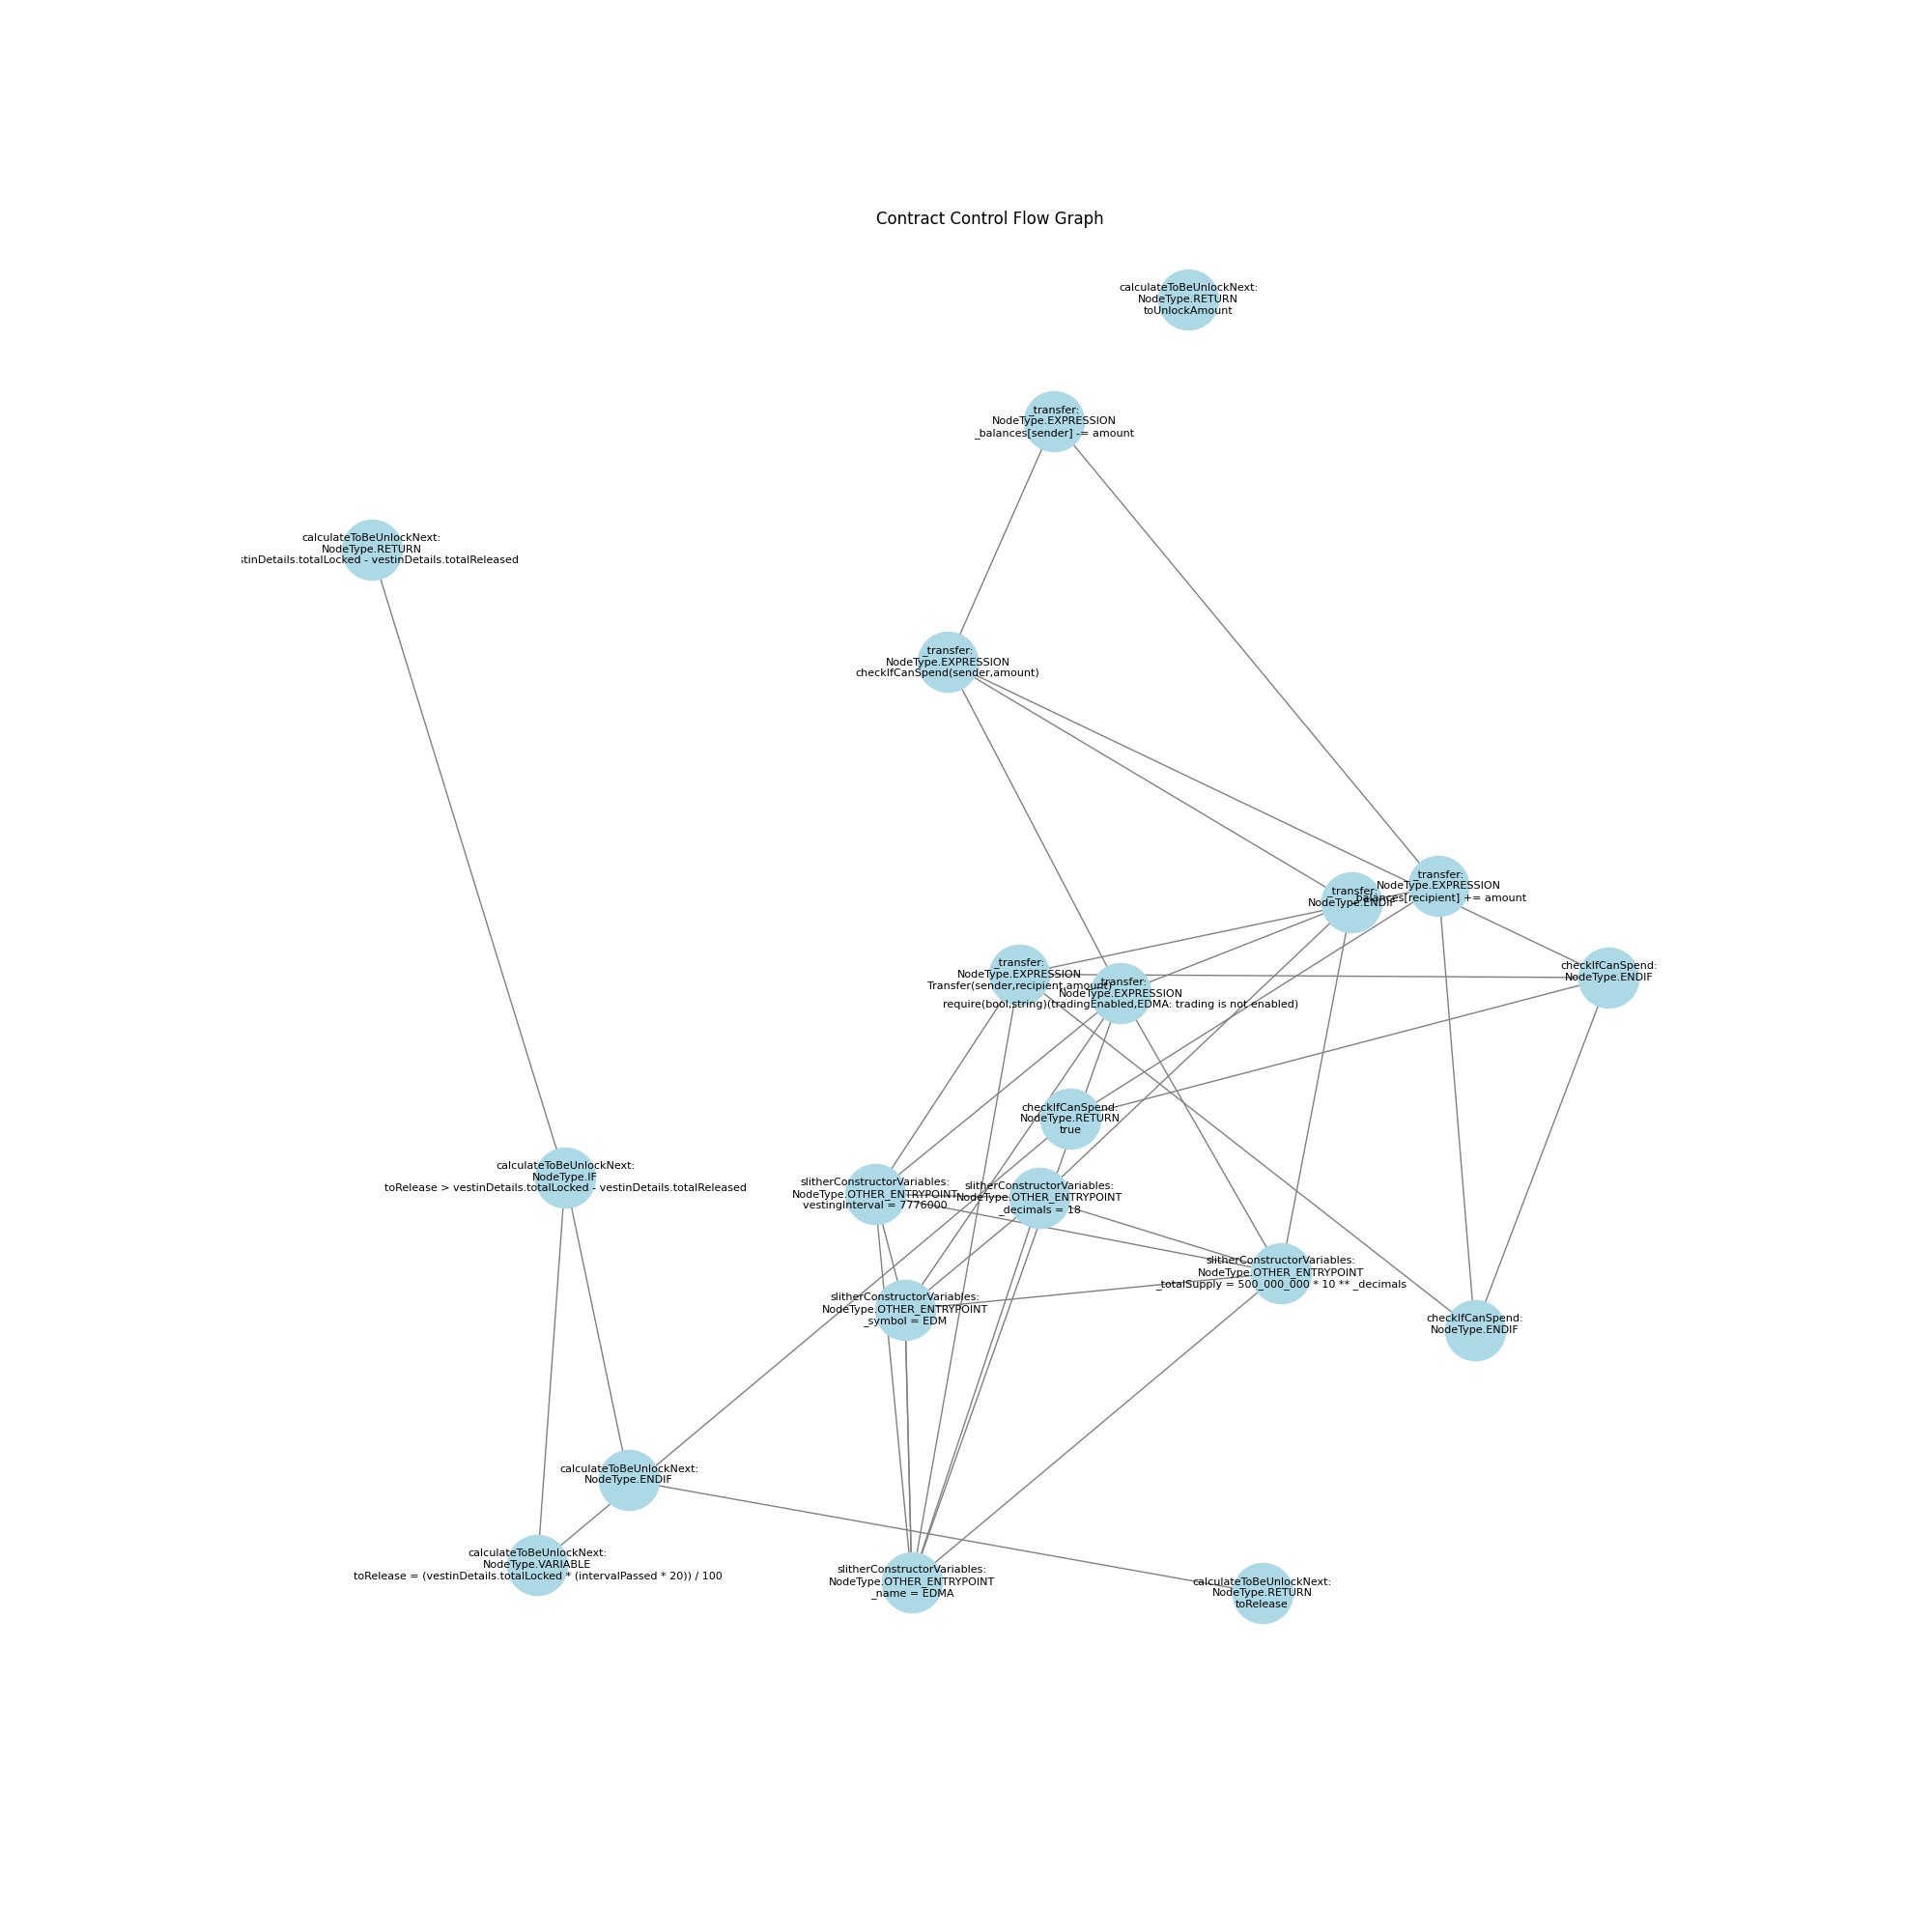 Contract Control Flow Graph
calculateToBeUnlockNext:
NodeType.RETURN
toUnlockAmount
_transfer:
NodeType.EXPRESSION
_balances[sender] -= amount
calculateToBeUnlockNext:
NodeType.RETURN
stinDetails.totalLocked - vestinDetails.totalReleased
_transfer:
NodeType.EXPRESSION
checkIfCanSpend(sender,amount)
_transfer:
NodeType.EXPRESSION
_balances[recipient] += amount
_transfer:
NodeType.ENDIF
_transfer:
NodeType.EXPRESSION
Transfer(sender,recipient,amount)
_transfer:
NodeType.EXPRESSION
require(bool,string)(tradingEnabled,EDMA: trading is not enabled)
checkIfCanSpend:
NodeType.ENDIF
checkIfCanSpend:
NodeType.RETURN
true
calculateToBeUnlockNext:
NodeType.IF
toRelease > vestinDetails.totalLocked - vestinDetails.totalReleased
slitherConstructorVariables:
NodeType.OTHER_ENTRYPOINT
vestingInterval = 7776000
slitherConstructorVariables:
NodeType.OTHER_ENTRYPOINT
_decimals = 18
slitherConstructorVariables:
NodeType.OTHER_ENTRYPOINT
_totalSupply = 500_000_000 * 10 ** _decimals
slitherConstructorVariables:
NodeType.OTHER_ENTRYPOINT
_symbol = EDM
checkIfCanSpend:
NodeType.ENDIF
calculateToBeUnlockNext:
NodeType.ENDIF
calculateToBeUnlockNext:
NodeType.VARIABLE
toRelease = (vestinDetails.totalLocked * (intervalPassed * 20)) / 100
slitherConstructorVariables:
NodeType.OTHER_ENTRYPOINT
_name = EDMA
calculateToBeUnlockNext:
NodeType.RETURN
toRelease